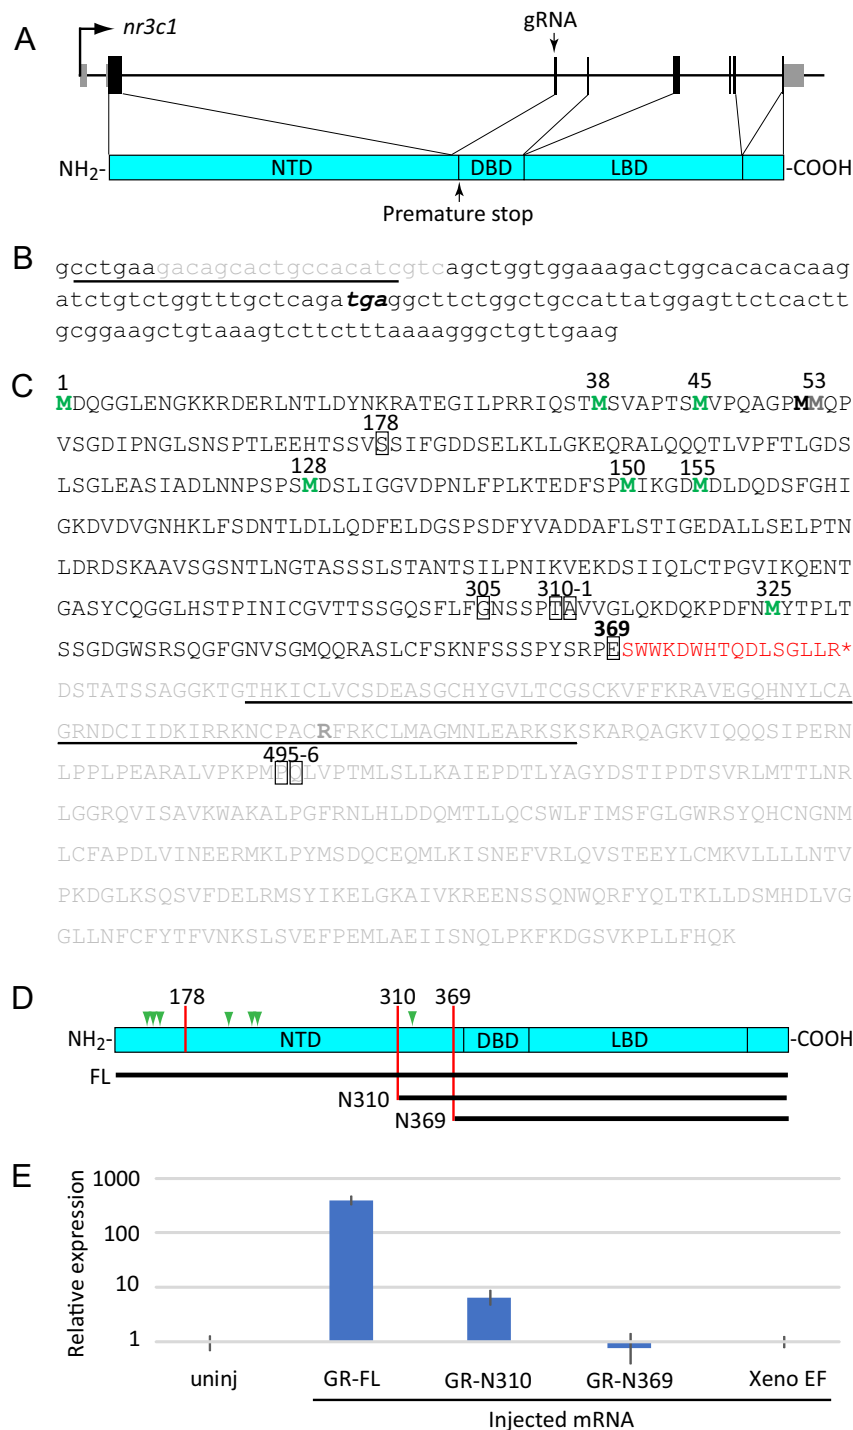 A
nr3c1
gRNA
NH2-
NTD
DBD
LBD
-COOH
Premature stop
B
gcctgaagacagcactgccacatcgtcagctggtggaaagactggcacacacaag
atctgtctggtttgctcagatgaggcttctggctgccattatggagttctcactt
gcggaagctgtaaagtcttctttaaaagggctgttgaag
C
1
38
45
53
MDQGGLENGKKRDERLNTLDYNKRATEGILPRRIQSTMSVAPTSMVPQAGPMMQP
178
VSGDIPNGLSNSPTLEEHTSSVSSIFGDDSELKLLGKEQRALQQQTLVPFTLGDS
128
150
155
LSGLEASIADLNNPSPSMDSLIGGVDPNLFPLKTEDFSPMIKGDMDLDQDSFGHI
GKDVDVGNHKLFSDNTLDLLQDFELDGSPSDFYVADDAFLSTIGEDALLSELPTN
LDRDSKAAVSGSNTLNGTASSSLSTANTSILPNIKVEKDSIIQLCTPGVIKQENT
305
310-1
325
GASYCQGGLHSTPINICGVTTSSGQSFLFGNSSPTAVVGLQKDQKPDFNMYTPLT
369
SSGDGWSRSQGFGNVSGMQQRASLCFSKNFSSSPYSRPESWWKDWHTQDLSGLLR*
DSTATSSAGGKTGTHKICLVCSDEASGCHYGVLTCGSCKVFFKRAVEGQHNYLCA
GRNDCIIDKIRRKNCPACRFRKCLMAGMNLEARKSKSKARQAGKVIQQQSIPERN
495-6
LPPLPEARALVPKPMPQLVPTMLSLLKAIEPDTLYAGYDSTIPDTSVRLMTTLNR
LGGRQVISAVKWAKALPGFRNLHLDDQMTLLQCSWLFIMSFGLGWRSYQHCNGNM
LCFAPDLVINEERMKLPYMSDQCEQMLKISNEFVRLQVSTEEYLCMKVLLLLNTV
PKDGLKSQSVFDELRMSYIKELGKAIVKREENSSQNWQRFYQLTKLLDSMHDLVG
GLLNFCFYTFVNKSLSVEFPEMLAEIISNQLPKFKDGSVKPLLFHQK
D
178
310
369
NH2-
NTD
DBD
LBD
-COOH
FL
N310
N369
E
Relative expression
1000
100
10
1
uninj
GR-FL
GR-N310
GR-N369
Xeno EF
Injected mRNA